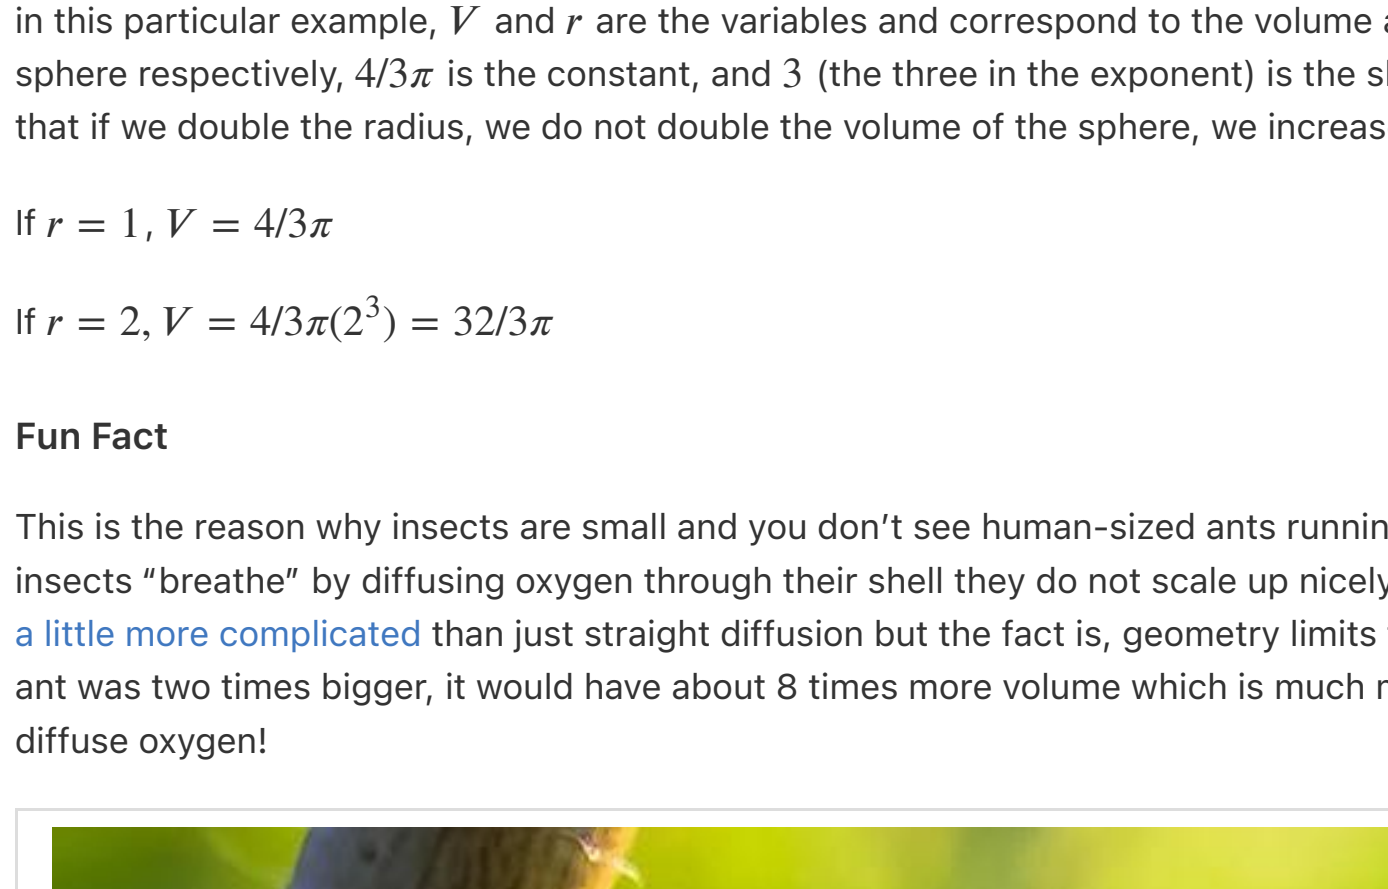 in this particular example, V and r are the variables and correspond to the volume
sphere respectively, 4/3π is the constant, and 3 (the three in the exponent) is the
that if we double the radius, we do not double the volume of the sphere, we
If r = 1, V = 4/3π
If r = 2, V = 4/3π(2³) = 32/3π
Fun Fact
This is the reason why insects are small and you don’t see human-sized ants
insects “breathe” by diffusing oxygen through their shell they do not scale up nicely
a little more complicated than just straight diffusion but the fact is, geometry limits
ant was two times bigger, it would have about 8 times more volume which is much
diffuse oxygen!